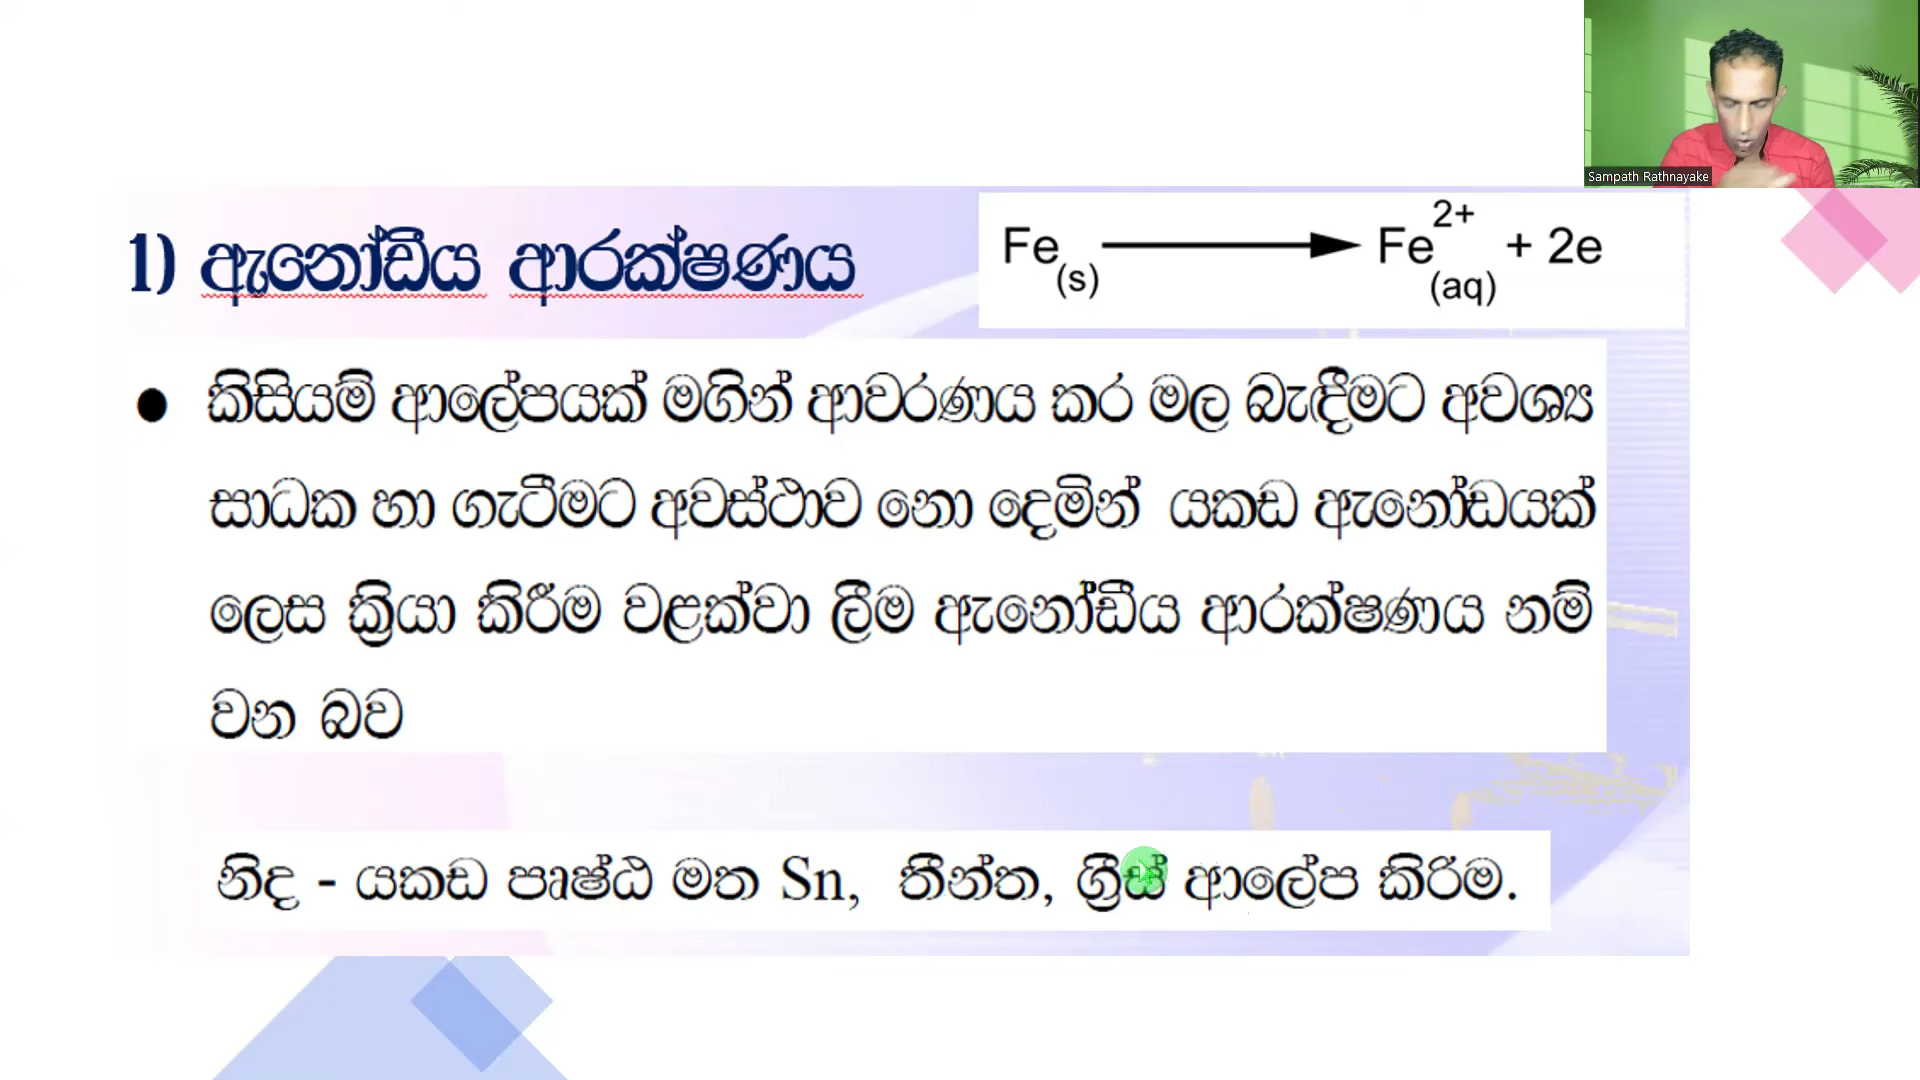 Sampath Rathnayake
1) ඇනෝඩීය ආරක්ෂණය
Fe(s) ⟶ Fe2+(aq) + 2e
● කිසියම් ආලේපයක් මගින් ආවරණය කර මල බැඳීමට අවශ්‍ය
සාධක හා ගැටීමට අවස්ථාව නො දෙමින් යකඩ ඇනෝඩයක්
ලෙස ක්‍රියා කිරීම වළක්වා ලීම ඇනෝඩීය ආරක්ෂණය නම්
වන බව
නිද - යකඩ පෘෂ්ඨ මත Sn, තීන්ත, ග්‍රීස් ආලේප කිරිම.